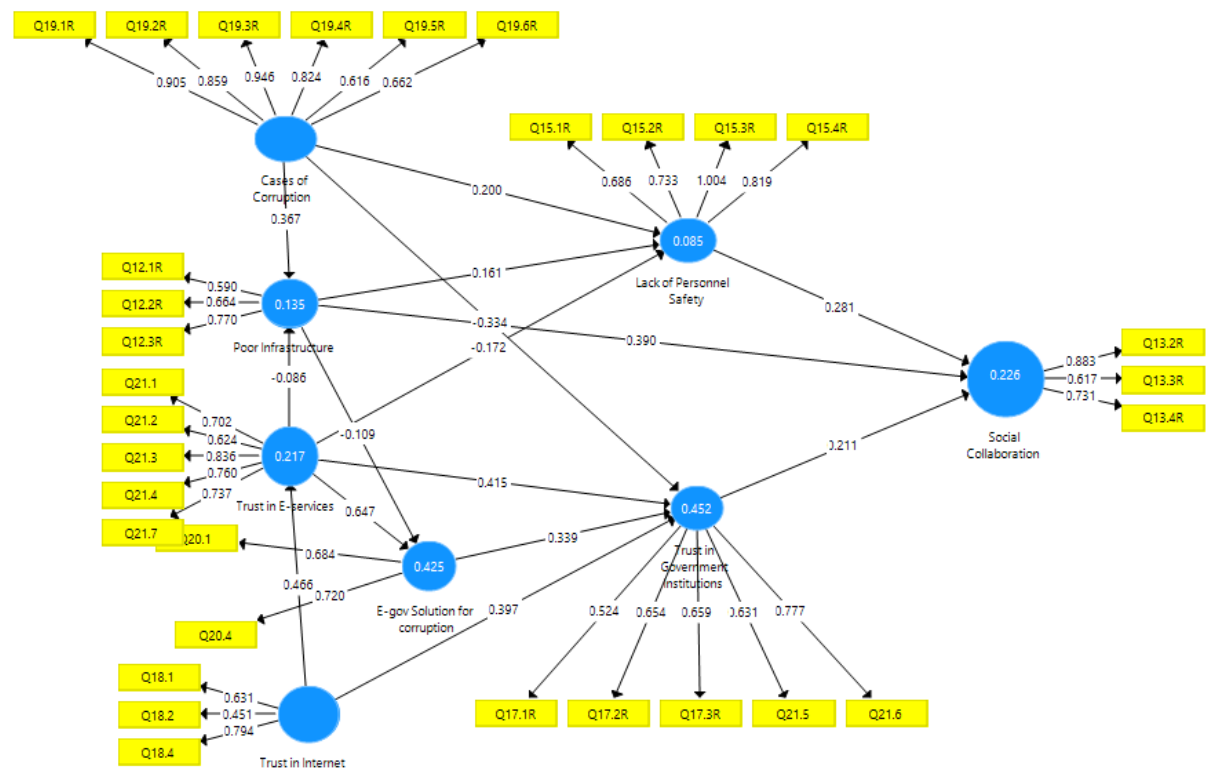 Q19.1R Q19.2R Q19.3R Q19.4R Q19.5R Q19.6R
0.905 0.859 0.946 0.824 0.616 0.662
Cases of
Corruption
0.367
0.200
-0.334
Q15.1R Q15.2R Q15.3R Q15.4R
0.686 0.733 1.004 0.819
0.085
Lack of Personnel
Safety
0.281
Q12.1R
Q12.2R
Q12.3R
0.590
0.664
0.770
0.135
Poor Infrastructure
0.161
0.390
-0.172
-0.086
-0.109
Q13.2R
Q13.3R
Q13.4R
0.883
0.617
0.731
0.226
Social
Collaboration
0.211
Q21.1
Q21.2
Q21.3
Q21.4
Q21.7
0.702
0.624
0.836
0.760
0.737
0.217
Trust in E-services
0.415
0.647
0.466
20.1
0.684
0.720
Q20.4
0.425
E-gov Solution for
corruption
0.339
0.397
0.452
Trust in
Government
Institutions
0.524 0.654 0.659 0.631 0.777
Q17.1R Q17.2R Q17.3R Q21.5 Q21.6
Q18.1
Q18.2
Q18.4
0.631
0.451
0.794
Trust in Internet